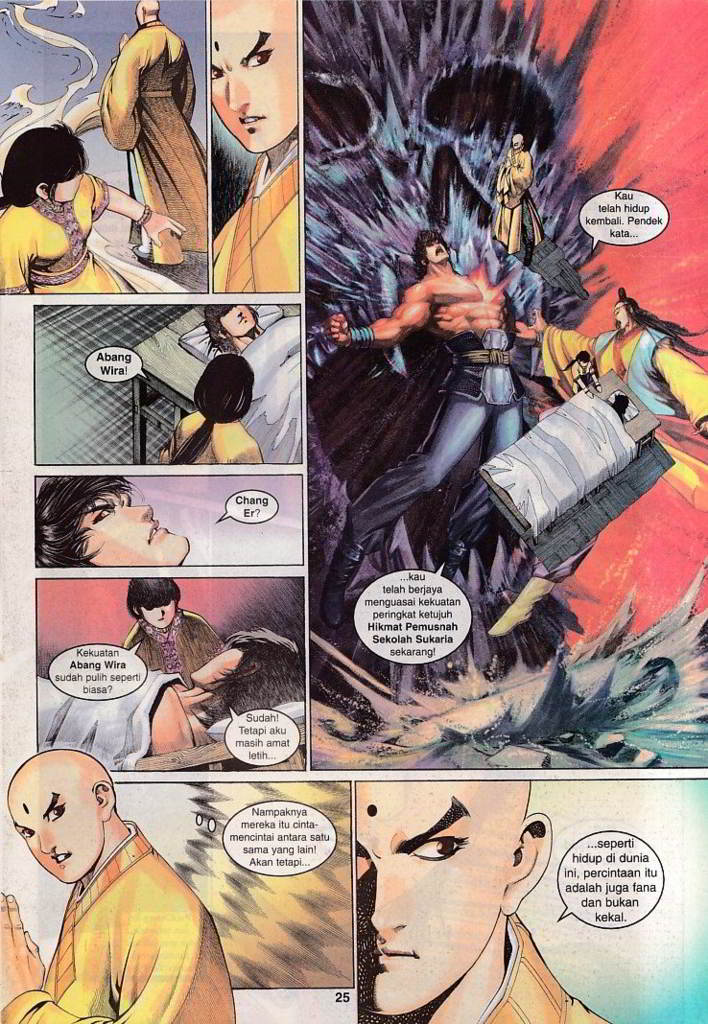 Kau
telah hidup
kembali. Pendek
kata...
...kau
telah berjaya
menguasai kekuatan
peringkat ketujuh
Hikmat Pemusnah
Sekolah Sukaria
sekarang!
Abang
Wira!
Chang
Er?
Kekuatan
Abang Wira
sudah pulih seperti
biasa?
Sudah!
Tetapi aku
masih amat
letih...
Nampaknya
mereka itu cinta-
mencintai antara satu
sama yang lain!
Akan tetapi...
...seperti
hidup di dunia
ini, percintaan itu
adalah juga fana
dan bukan
kekal.
25